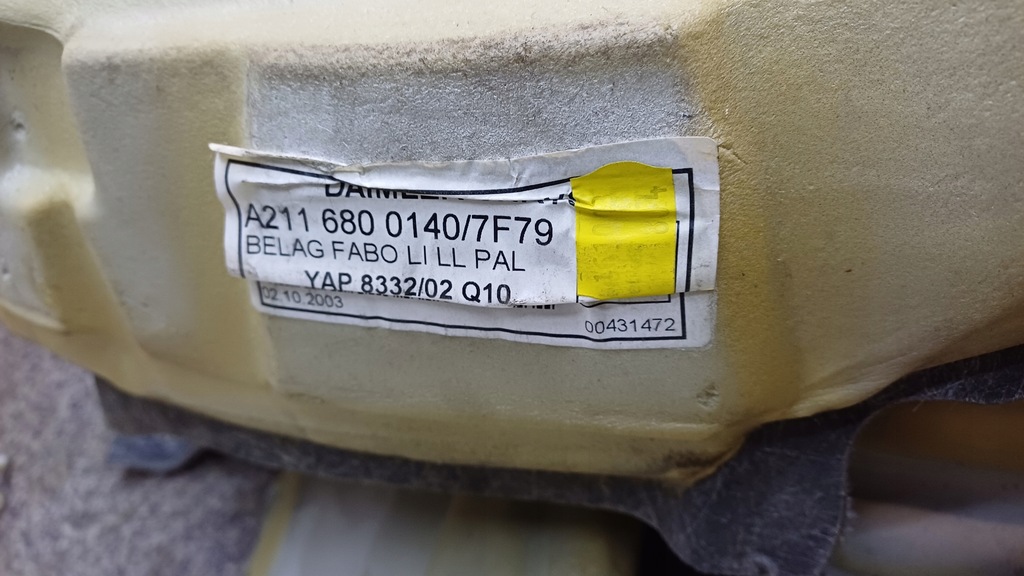 A211 680 0140/7F79
BELAG FABO LI LL PAL
YAP 8332/02 Q10
02.10.2003
00431472